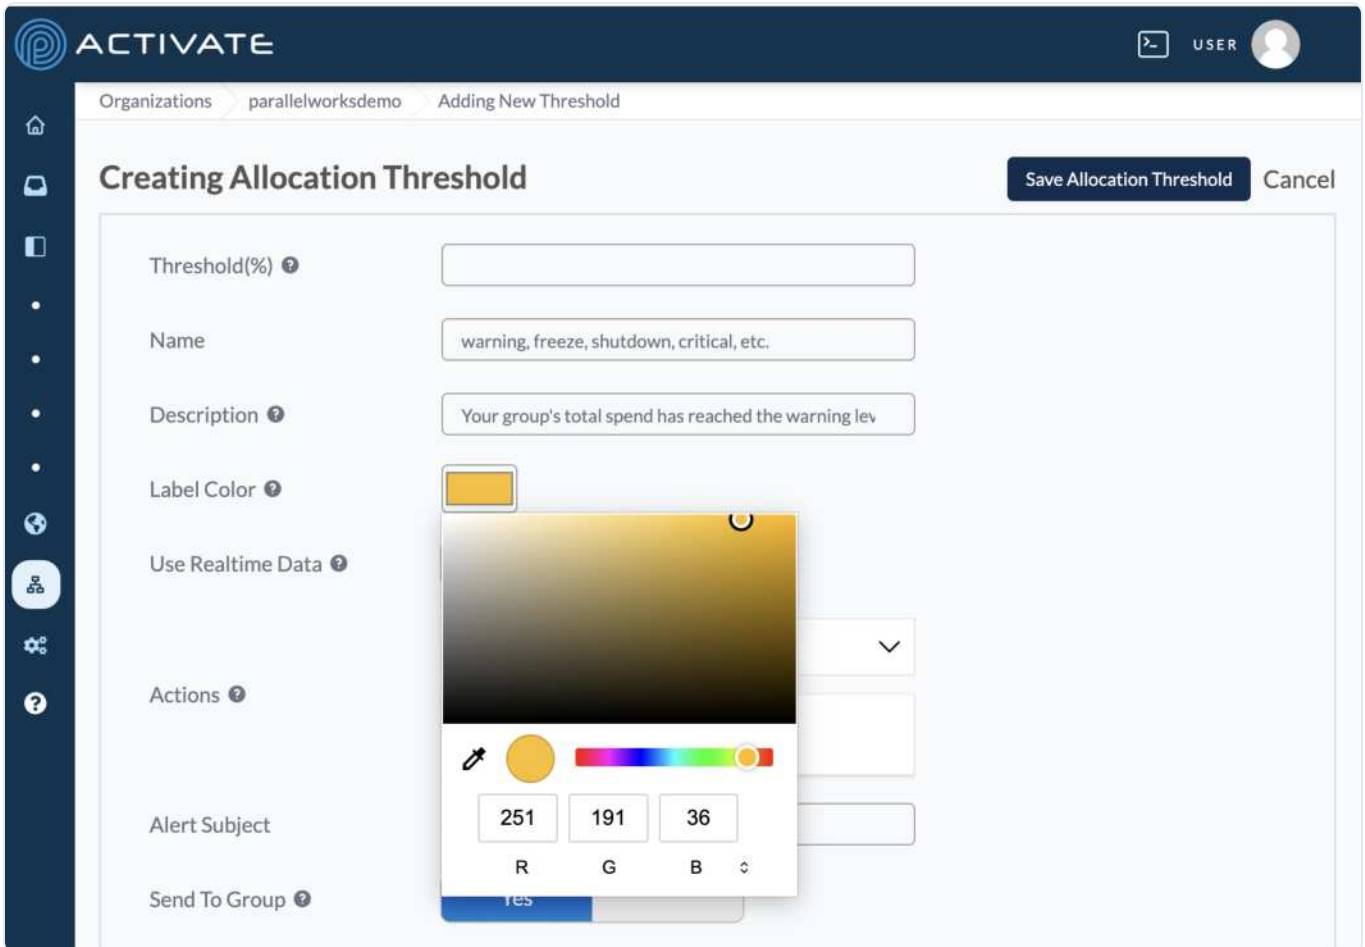 ACTIVATE
USER
Organizations parallelworksdemo Adding New Threshold
Creating Allocation Threshold
Save Allocation Threshold Cancel
Threshold(%)
Name warning, freeze, shutdown, critical, etc.
Description Your group's total spend has reached the warning lev
Label Color
Use Realtime Data
Actions
251 191 36
Alert Subject
R G B
Send To Group Yes